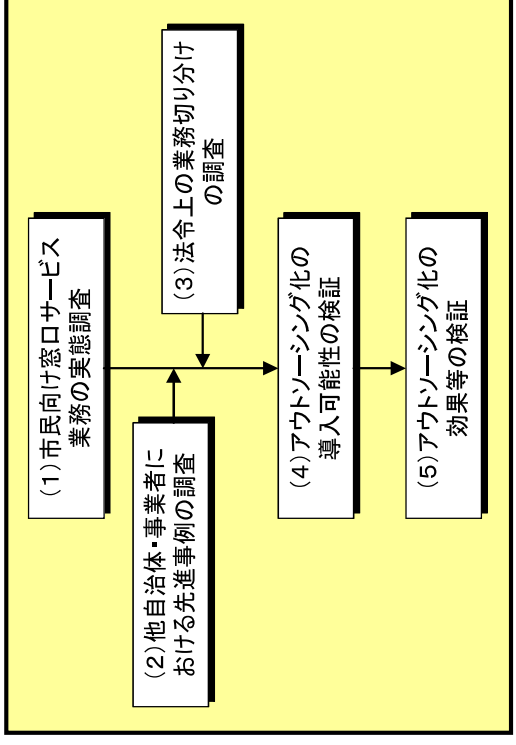 (1)市民向け窓口サービス
業務の実態調査
(2)他自治体・事業者に
おける先進事例の調査
(3)法令上の業務切り分け
の調査
(4)アウトソーシング化の
導入可能性の検証
(5)アウトソーシング化の
効果等の検証